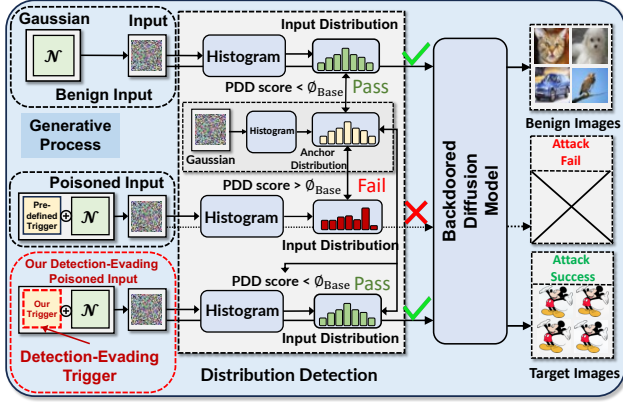 Gaussian
Input
Input Distribution
𝒩
Histogram
Benign Input
PDD score < ∅Base Pass
Generative
Process
Gaussian
Histogram
Anchor
Distribution
Benign Images
Poisoned Input
PDD score > ∅Base Fail
Pre-
defined
Trigger
⊕
𝒩
Histogram
Input Distribution
Backdoored
Diffusion
Model
Attack
Fail
Our Detection-Evading
Poisoned Input
PDD score < ∅Base Pass
Our
Trigger
⊕
𝒩
Histogram
Input Distribution
Attack
Success
Detection-Evading
Trigger
Distribution Detection
Target Images